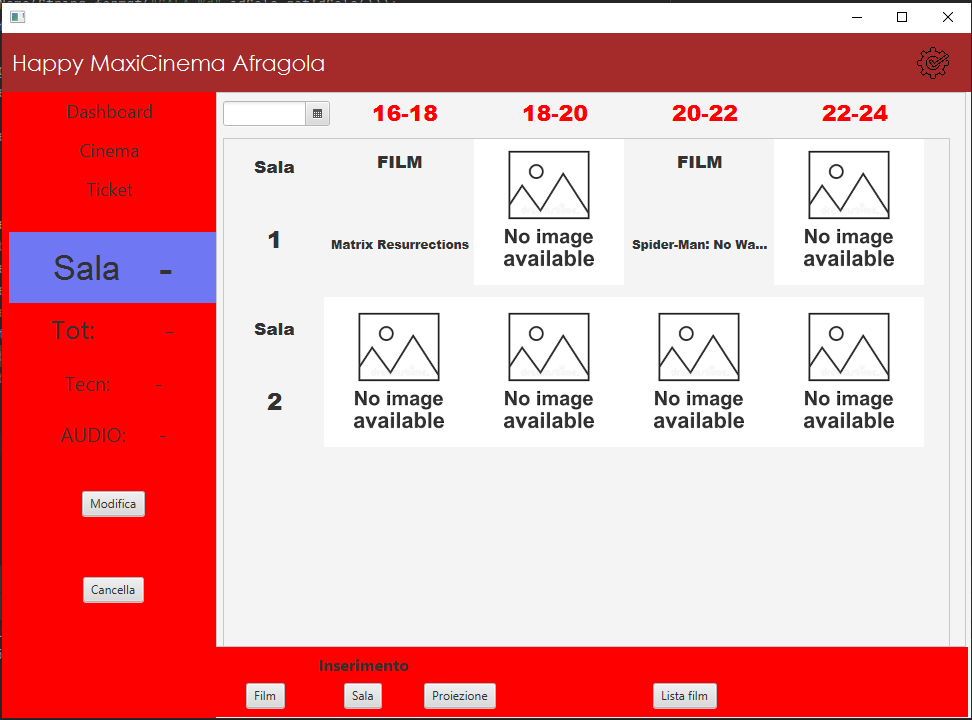 Happy MaxiCinema Afragola
Dashboard
Cinema
Ticket
Sala -
Tot: -
Tecn: -
AUDIO: -
Modifica
Cancella
16-18 18-20 20-22 22-24
Sala
1
FILM
Matrix Resurrections
No image
available
FILM
Spider-Man: No Wa...
No image
available
Sala
2
No image
available
No image
available
No image
available
No image
available
Inserimento
Film Sala Proiezione Lista film